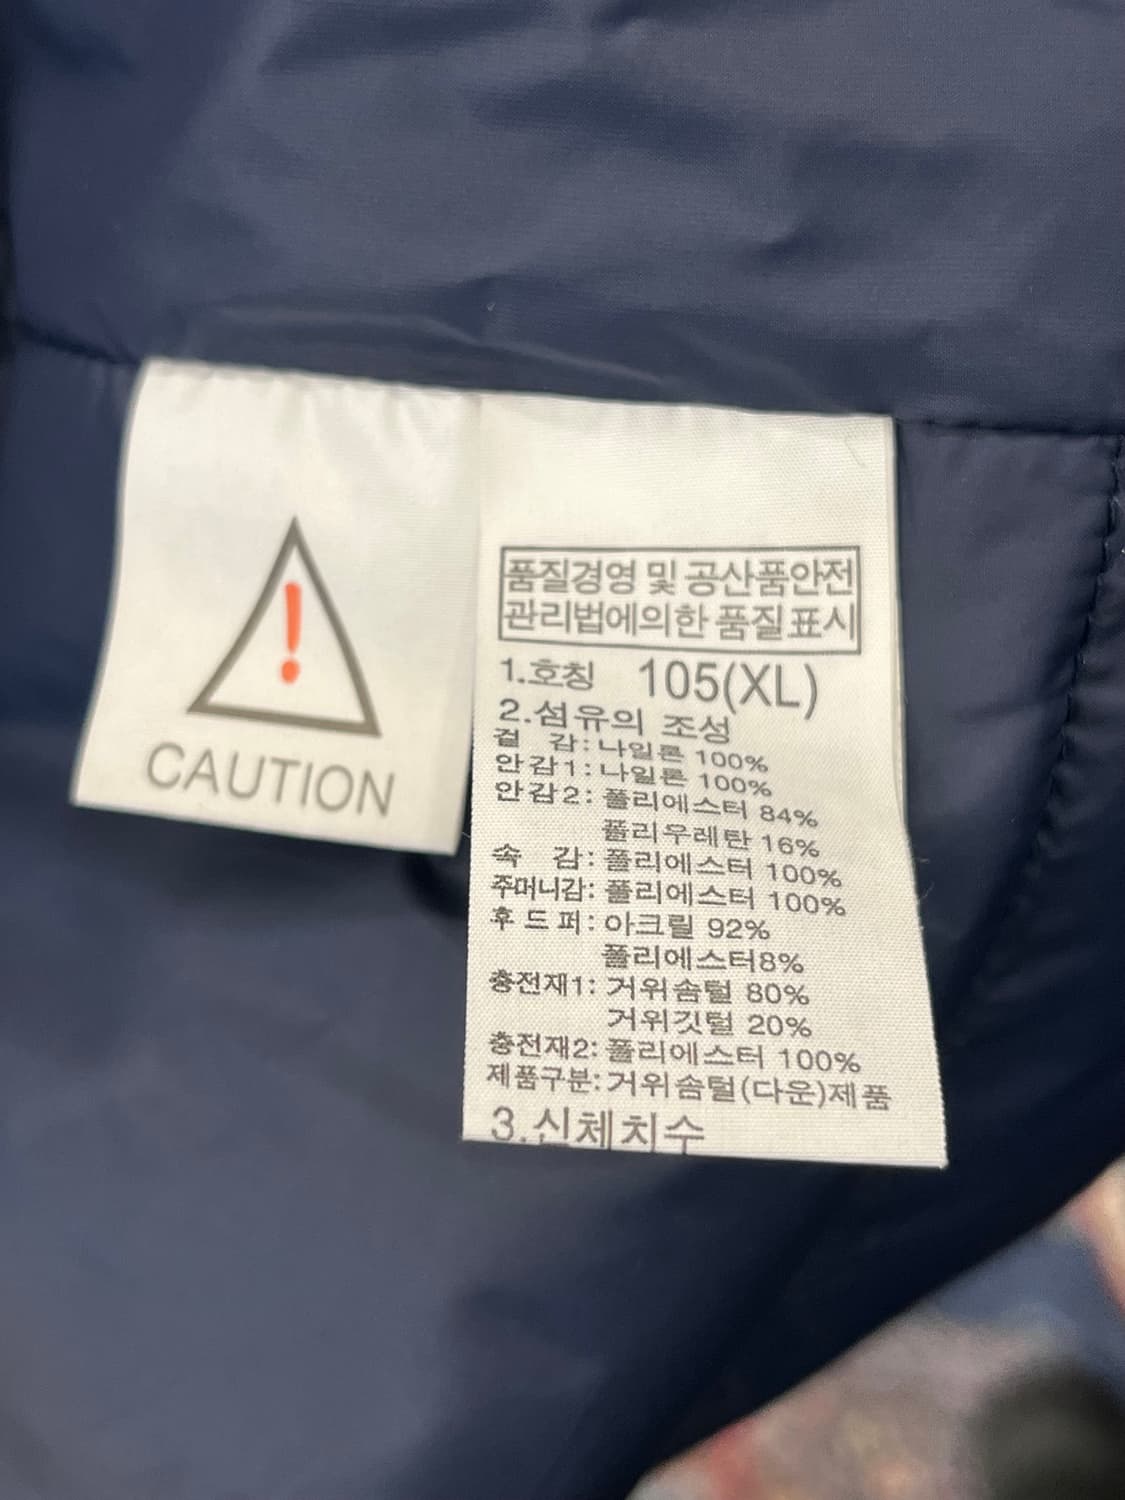 !
CAUTION
품질경영 및 공산품안전
관리법에의한 품질표시
1.호칭 105(XL)
2.섬유의 조성
겉 감:나일론 100%
안감1:나일론 100%
안감2:폴리에스터 84%
폴리우레탄 16%
속 감:폴리에스터 100%
주머니감:폴리에스터 100%
후드퍼:아크릴 92%
폴리에스터8%
충전재1:거위솜털 80%
거위깃털 20%
충전재2:폴리에스터 100%
제품구분:거위솜털(다운)제품
3.신체치수